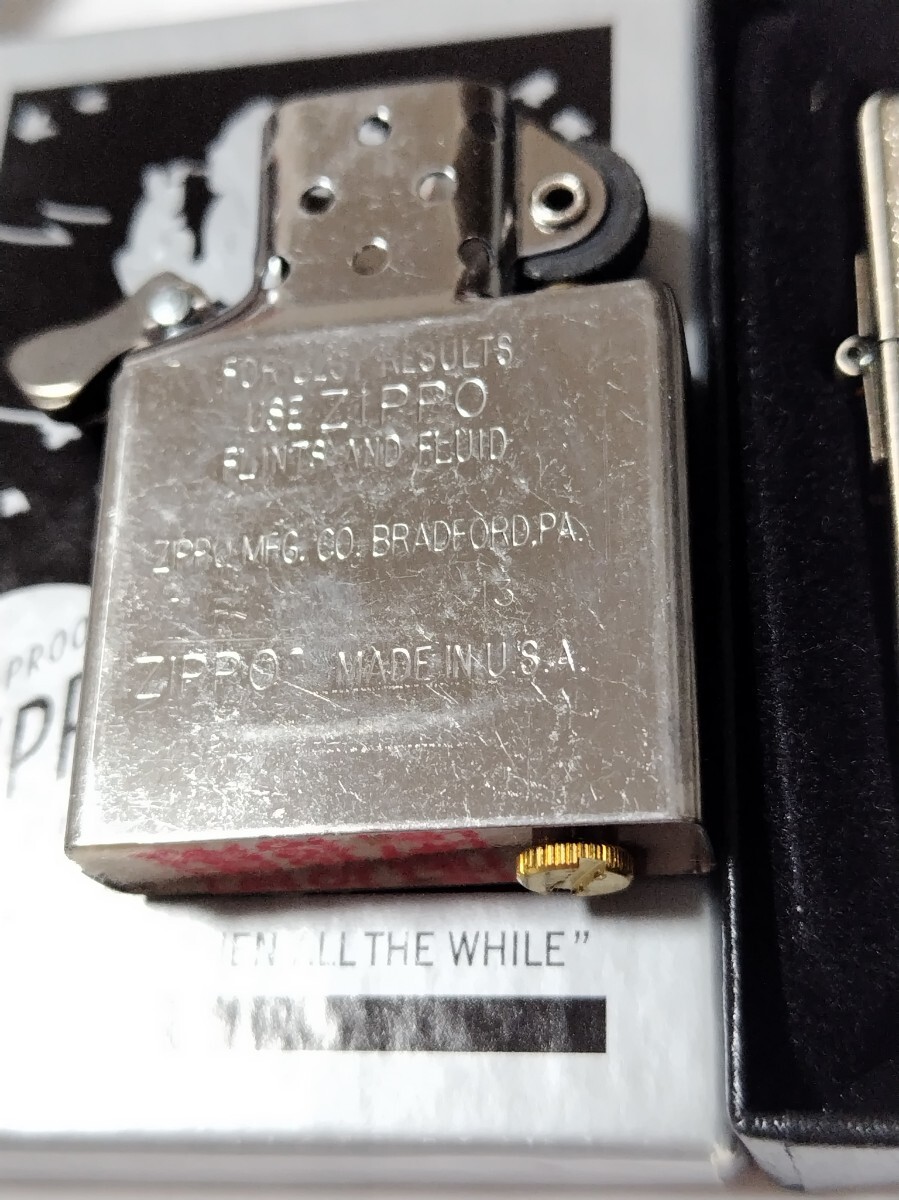 FOR BEST RESULTS
USE ZIPPO
FLINTS AND FLUID
ZIPPO MFG. CO. BRADFORD, PA.
ZIPPO MADE IN U.S.A.
ALL THE WHILE”